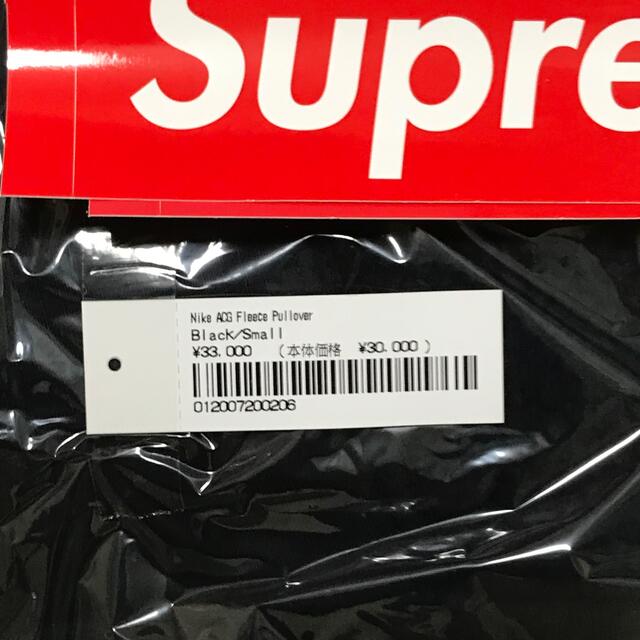 Supre
Nike ACG Fleece Pullover
Black/Small
¥33,000 (本体価格 ¥30,000)
012007200206